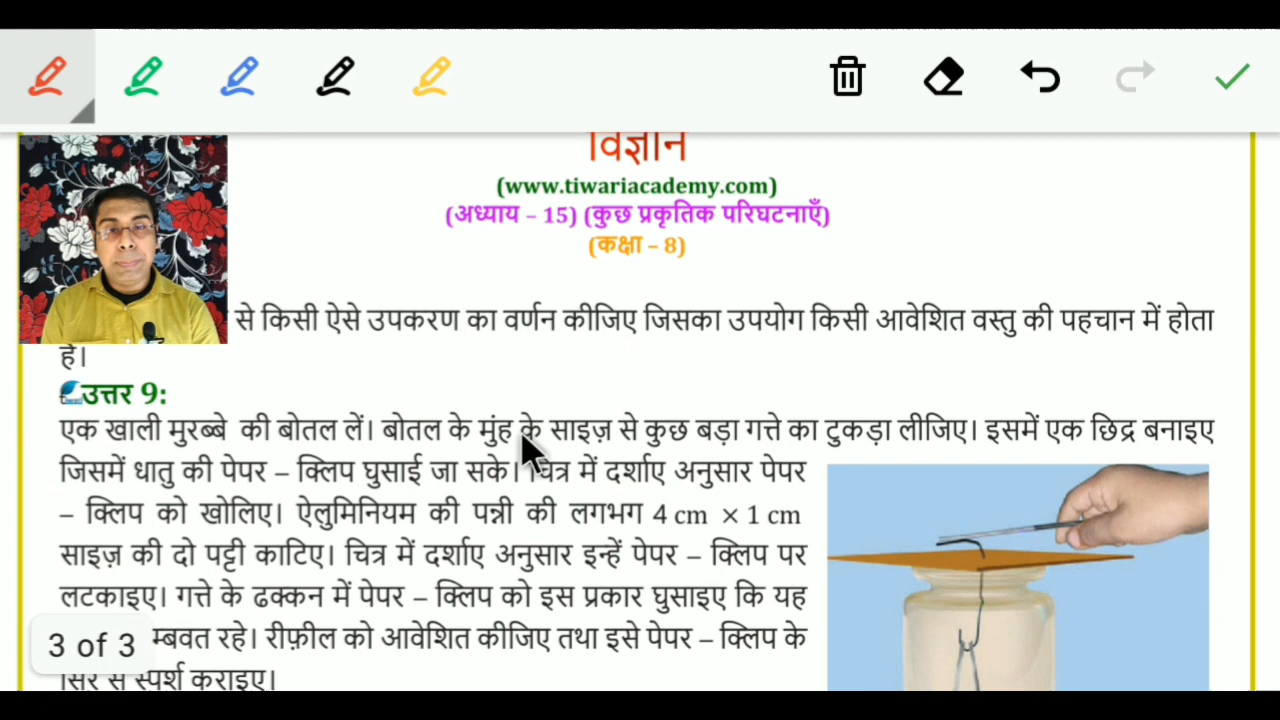 विज्ञान
(www.tiwariacademy.com)
(अध्याय – 15) (कुछ प्रकृतिक परिघटनाएँ)
(कक्षा – 8)
से किसी ऐसे उपकरण का वर्णन कीजिए जिसका उपयोग किसी आवेशित वस्तु की पहचान में होता
है।
उत्तर 9:
एक खाली मुरब्बे की बोतल लें। बोतल के मुंह के साइज़ से कुछ बड़ा गत्ते का टुकड़ा लीजिए। इसमें एक छिद्र बनाइए
जिसमें धातु की पेपर – क्लिप घुसाई जा सके। चित्र में दर्शाए अनुसार पेपर
– क्लिप को खोलिए। ऐलुमिनियम की पन्नी की लगभग 4 cm × 1 cm
साइज़ की दो पट्टी काटिए। चित्र में दर्शाए अनुसार इन्हें पेपर – क्लिप पर
लटकाइए। गत्ते के ढक्कन में पेपर – क्लिप को इस प्रकार घुसाइए कि यह
म्बवत रहे। रीफ़ील को आवेशित कीजिए तथा इसे पेपर – क्लिप के
सिरे से स्पर्श कराइए।
3 of 3